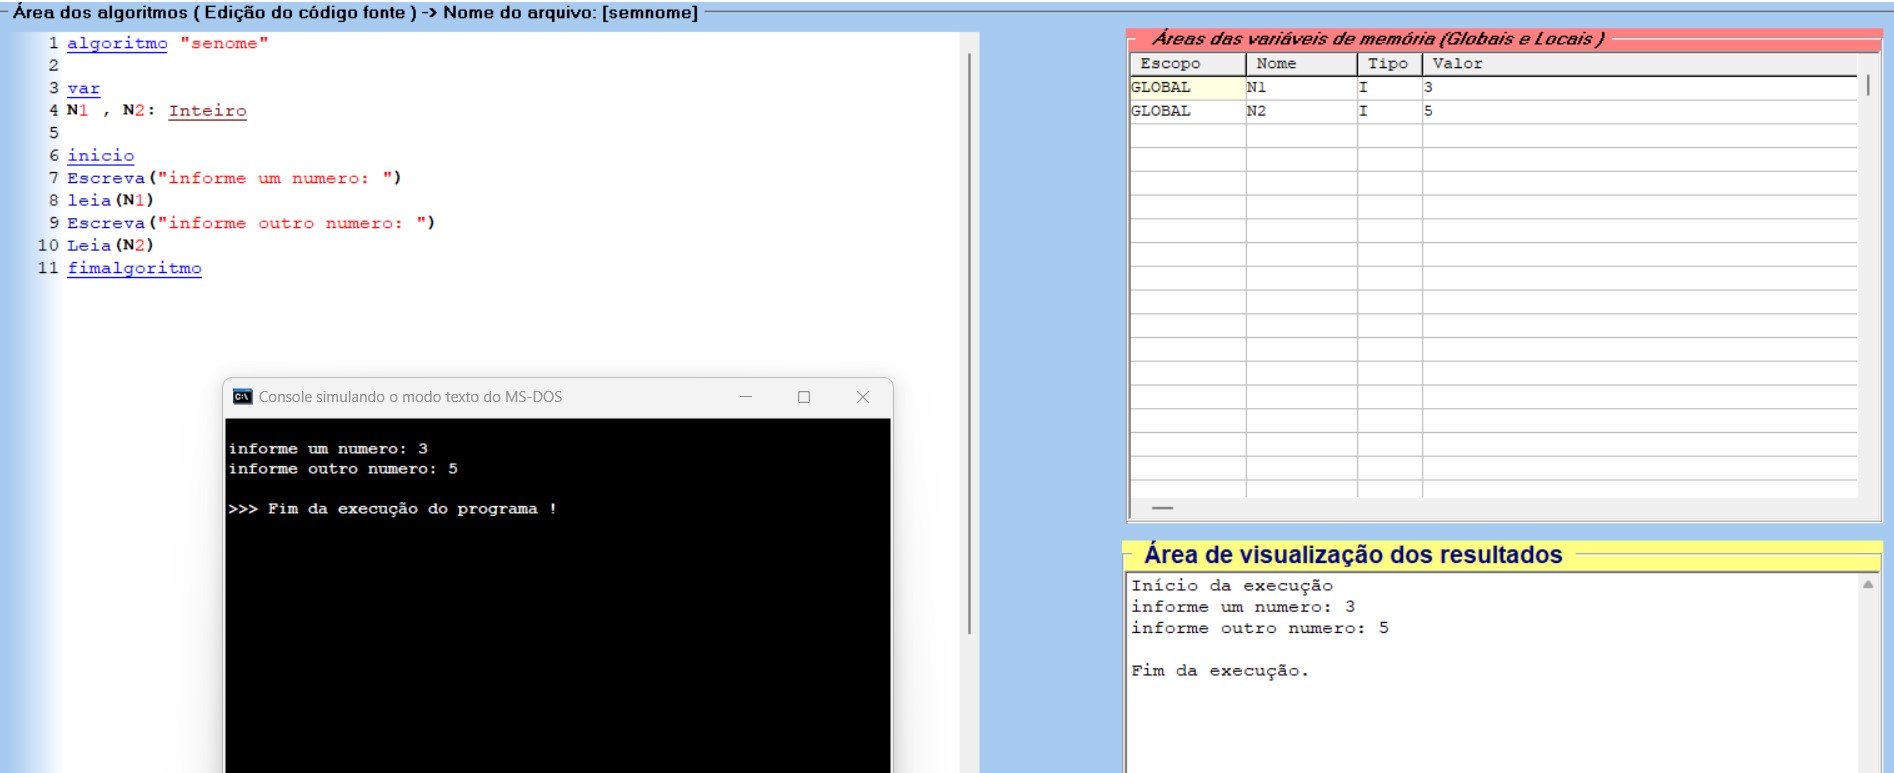 Área dos algoritmos ( Edição do código fonte ) -> Nome do arquivo: [semnome]
1 algoritmo "senome"
2
3 var
4 N1 , N2: Inteiro
5
6 inicio
7 Escreva("informe um numero: ")
8 leia(N1)
9 Escreva("informe outro numero: ")
10 Leia(N2)
11 fimalgoritmo
Console simulando o modo texto do MS-DOS
informe um numero: 3
informe outro numero: 5
>>> Fim da execução do programa !
Áreas das variáveis de memória (Globais e Locais )
Escopo Nome Tipo Valor
GLOBAL N1 I 3
GLOBAL N2 I 5
Área de visualização dos resultados
Início da execução
informe um numero: 3
informe outro numero: 5
Fim da execução.